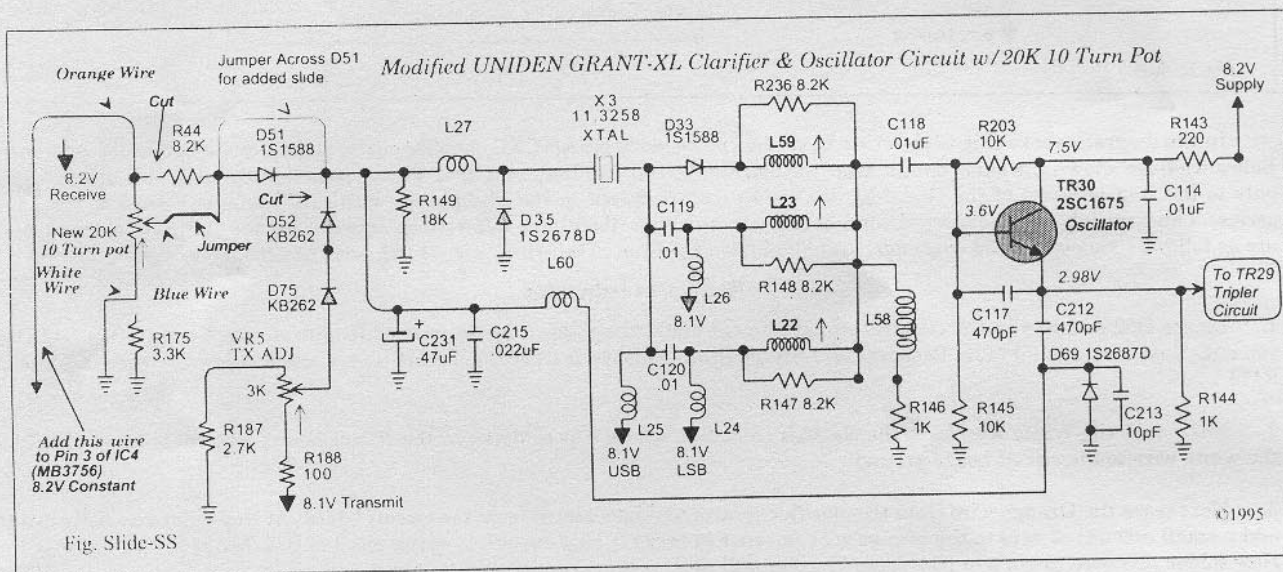 Modified UNIDEN GRANT-XL Clarifier & Oscillator Circuit w/20K 10 Turn Pot
Orange Wire
Jumper Across D51
for added slide
Cut
R44
8.2K
D51
1S1588
8.2V
Receive
New 20K
10 Turn pot
Jumper
White
Wire
Blue Wire
R175
3.3K
Add this wire
to Pin 3 of IC4
(MB3756)
8.2V Constant
Cut
D52
KB262
D75
KB262
VR5
TX ADJ
3K
R187
2.7K
R188
100
8.1V Transmit
L27
R149
18K
D35
1S2678D
L60
+
C231
.47uF
C215
.022uF
X3
11.3258
XTAL
D33
1S1588
R236 8.2K
L59
C119
.01
L23
L26
8.1V
R148 8.2K
L22
C120
.01
R147 8.2K
L25
8.1V
USB
L24
8.1V
LSB
L58
R146
1K
C118
.01uF
R203
10K
7.5V
R143
220
8.2V
Supply
TR30
2SC1675
Oscillator
3.6V
C114
.01uF
2.98V
To TR29
Tripler
Circuit
C117
470pF
C212
470pF
D69 1S2687D
R145
10K
C213
10pF
R144
1K
©1995
Fig. Slide-SS